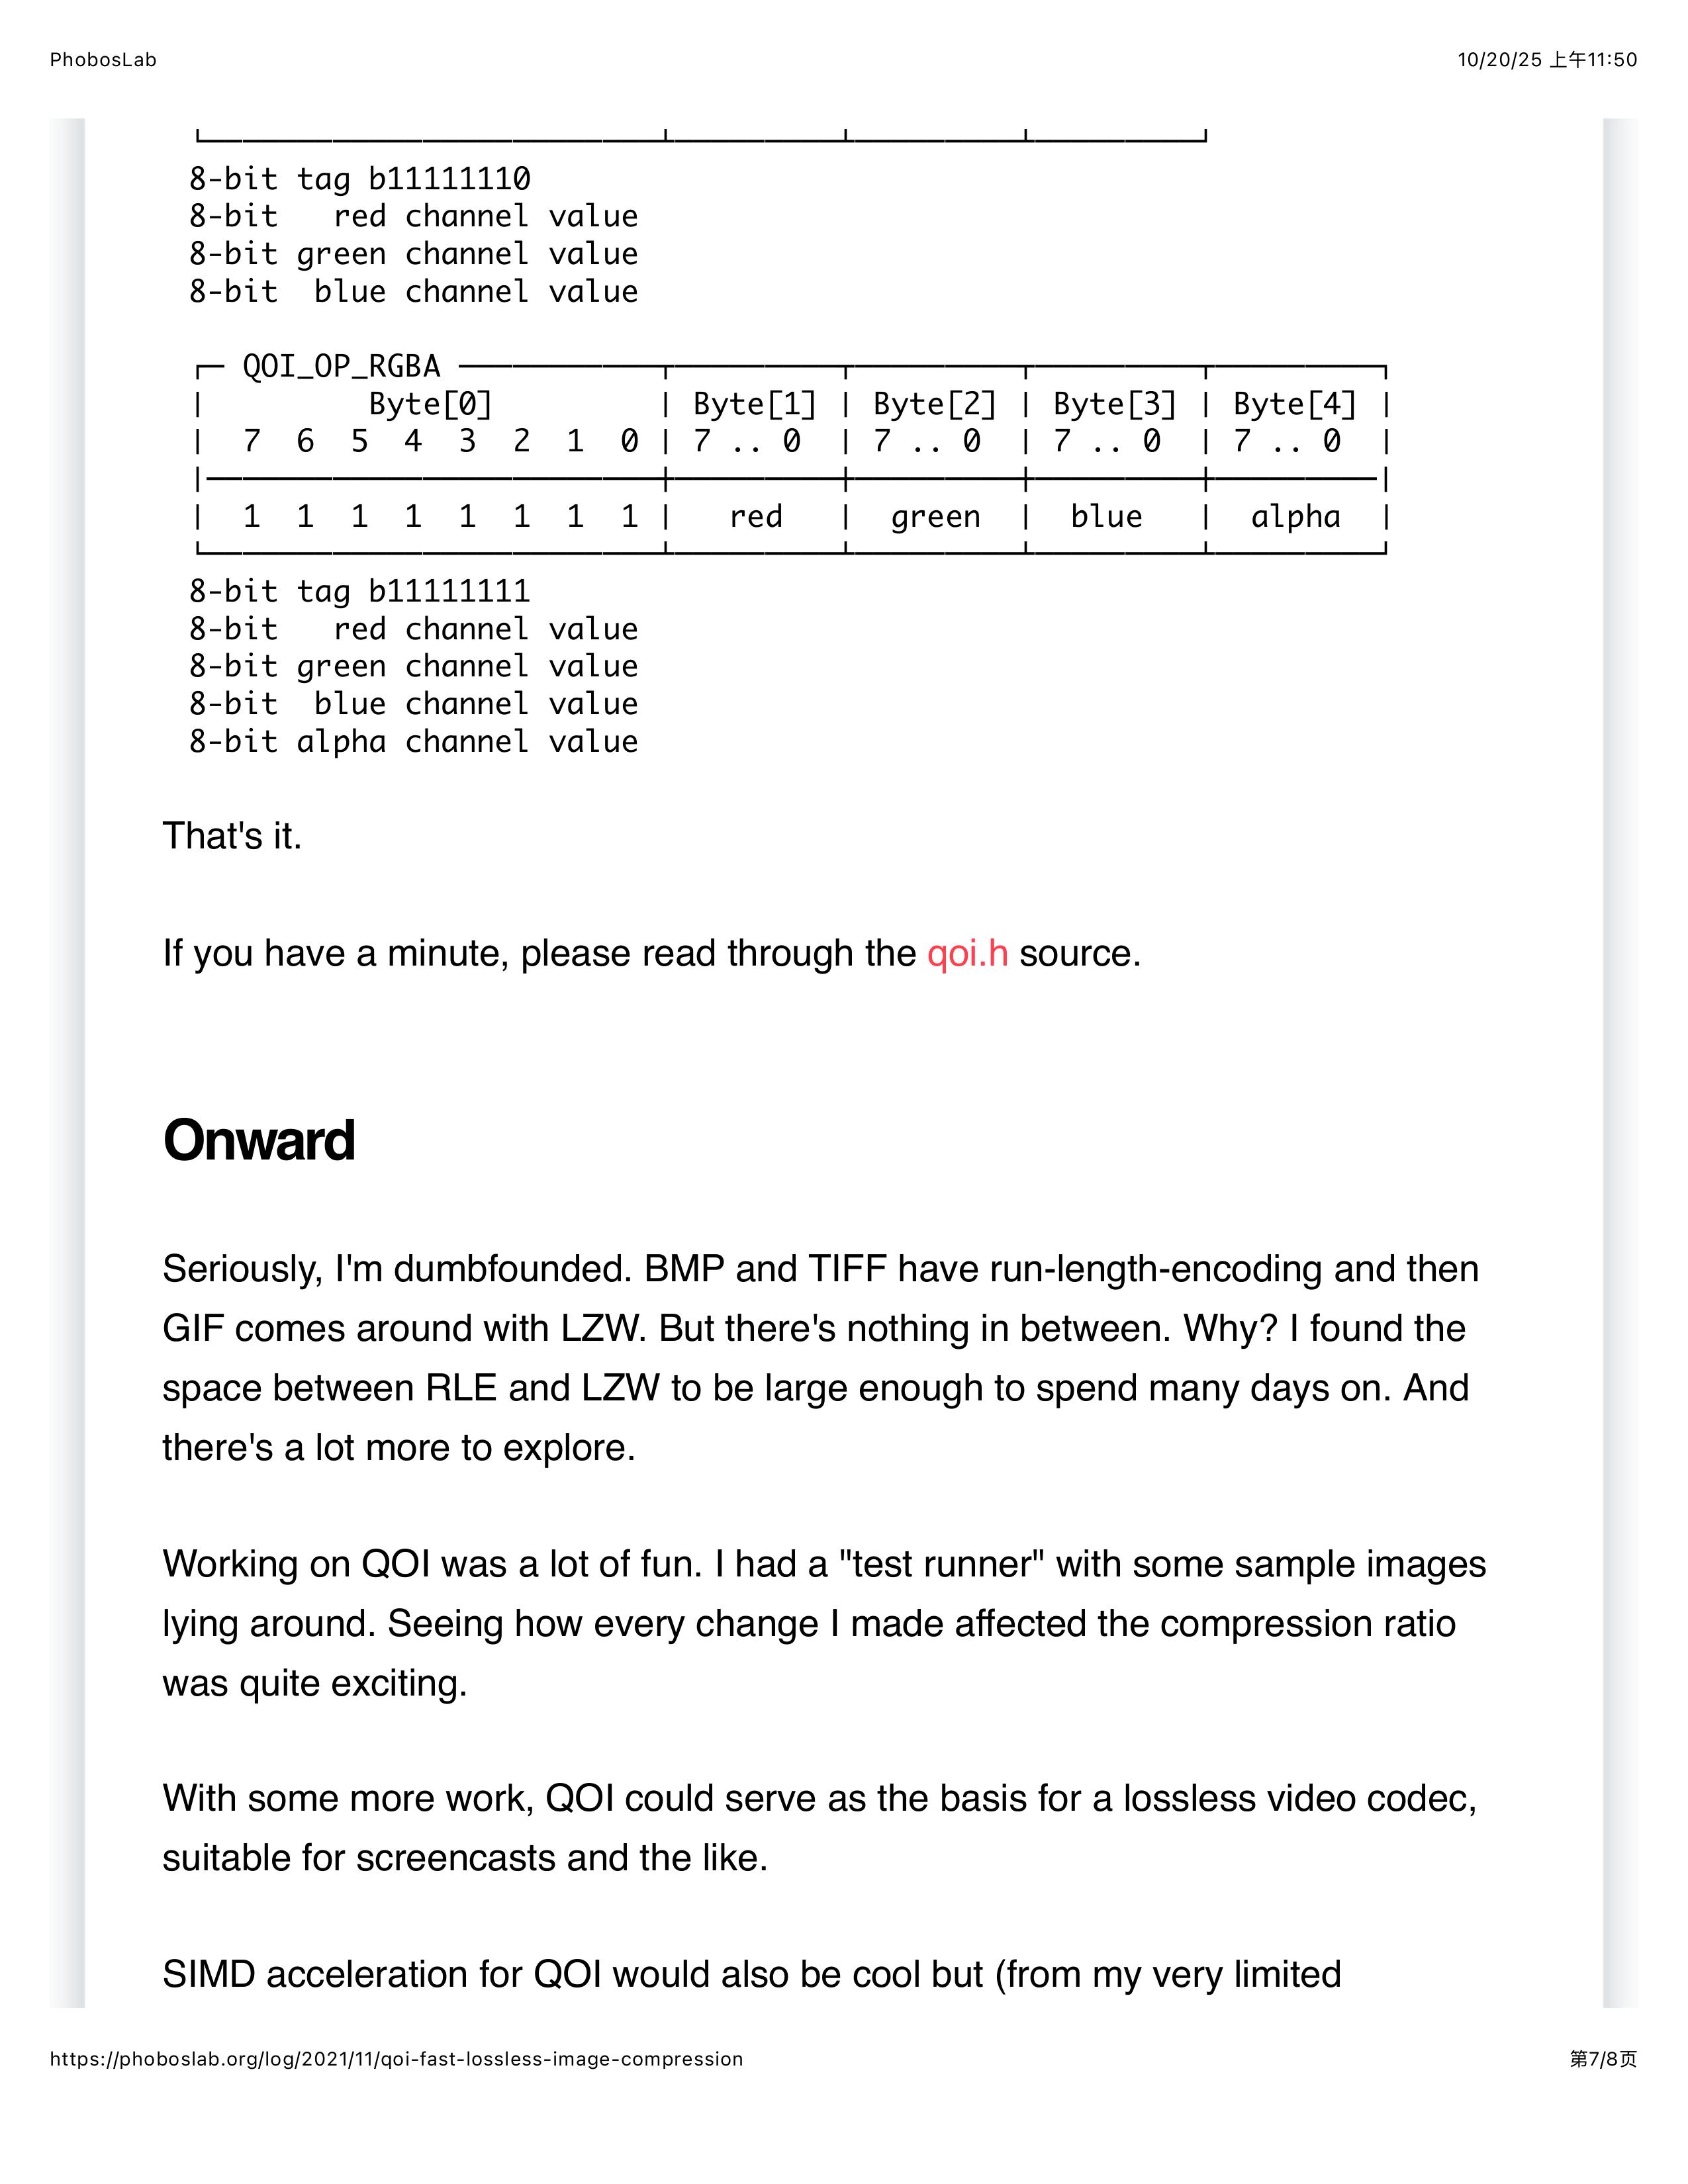 PhobosLab 10/20/25 上午11:50
└─────────────────────────┴─────────┴─────────┴─────────┘
8-bit tag b11111110
8-bit   red channel value
8-bit green channel value
8-bit  blue channel value
┌─ QOI_OP_RGBA ───────────┬─────────┬─────────┬─────────┬─────────┐
|         Byte[0]         | Byte[1] | Byte[2] | Byte[3] | Byte[4] |
|  7  6  5  4  3  2  1  0 | 7 .. 0  | 7 .. 0  | 7 .. 0  | 7 .. 0  |
|─────────────────────────┼─────────┼─────────┼─────────┼─────────|
|  1  1  1  1  1  1  1  1 |   red   |  green  |  blue   |  alpha  |
└─────────────────────────┴─────────┴─────────┴─────────┴─────────┘
8-bit tag b11111111
8-bit   red channel value
8-bit green channel value
8-bit  blue channel value
8-bit alpha channel value
That's it.
If you have a minute, please read through the qoi.h source.
Onward
Seriously, I'm dumbfounded. BMP and TIFF have run-length-encoding and then
GIF comes around with LZW. But there's nothing in between. Why? I found the
space between RLE and LZW to be large enough to spend many days on. And
there's a lot more to explore.
Working on QOI was a lot of fun. I had a "test runner" with some sample images
lying around. Seeing how every change I made affected the compression ratio
was quite exciting.
With some more work, QOI could serve as the basis for a lossless video codec,
suitable for screencasts and the like.
SIMD acceleration for QOI would also be cool but (from my very limited
https://phoboslab.org/log/2021/11/qoi-fast-lossless-image-compression 第7/8页